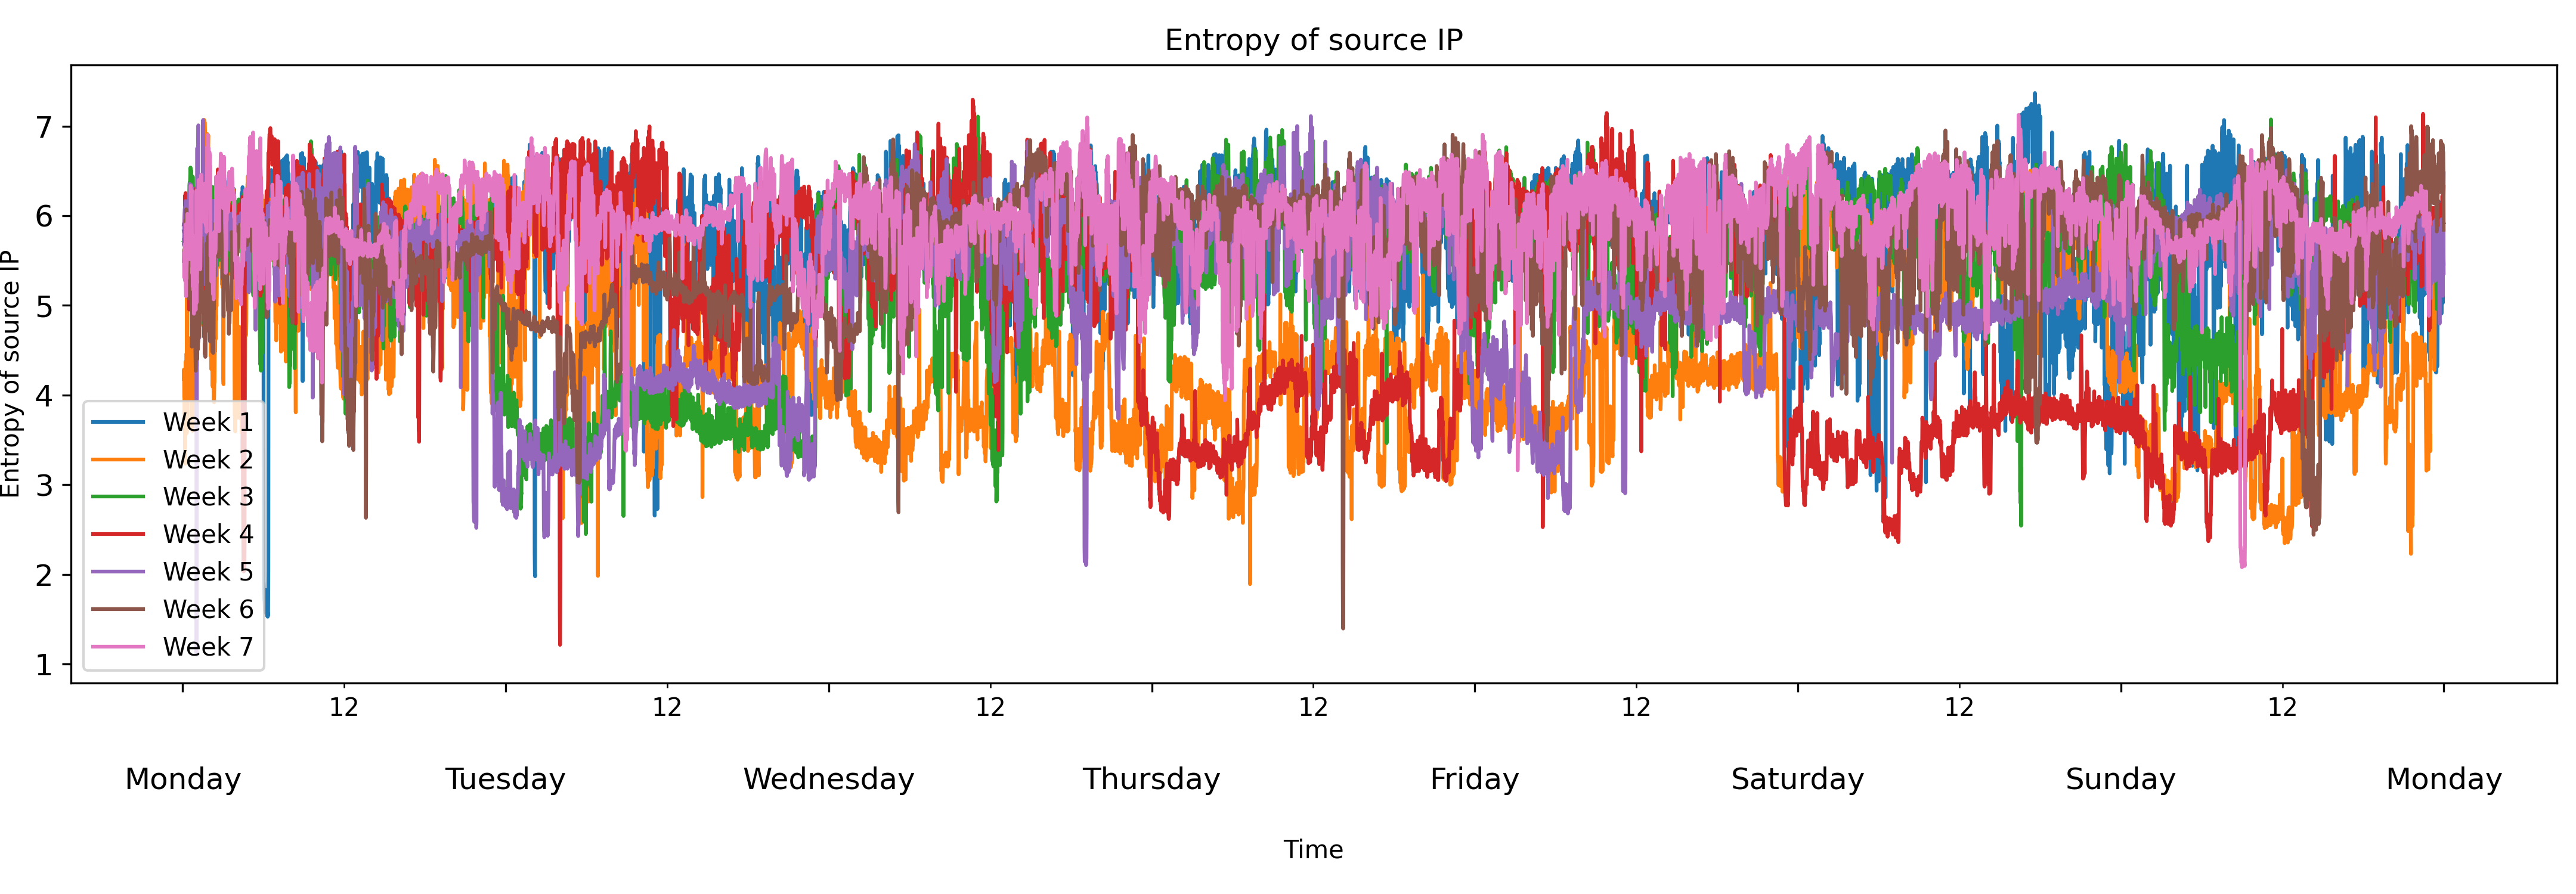 Entropy of source IP
Entropy of source IP
7
6
5
4
3
2
1
Week 1
Week 2
Week 3
Week 4
Week 5
Week 6
Week 7
12 12 12 12 12 12 12
Monday Tuesday Wednesday Thursday Friday Saturday Sunday Monday
Time